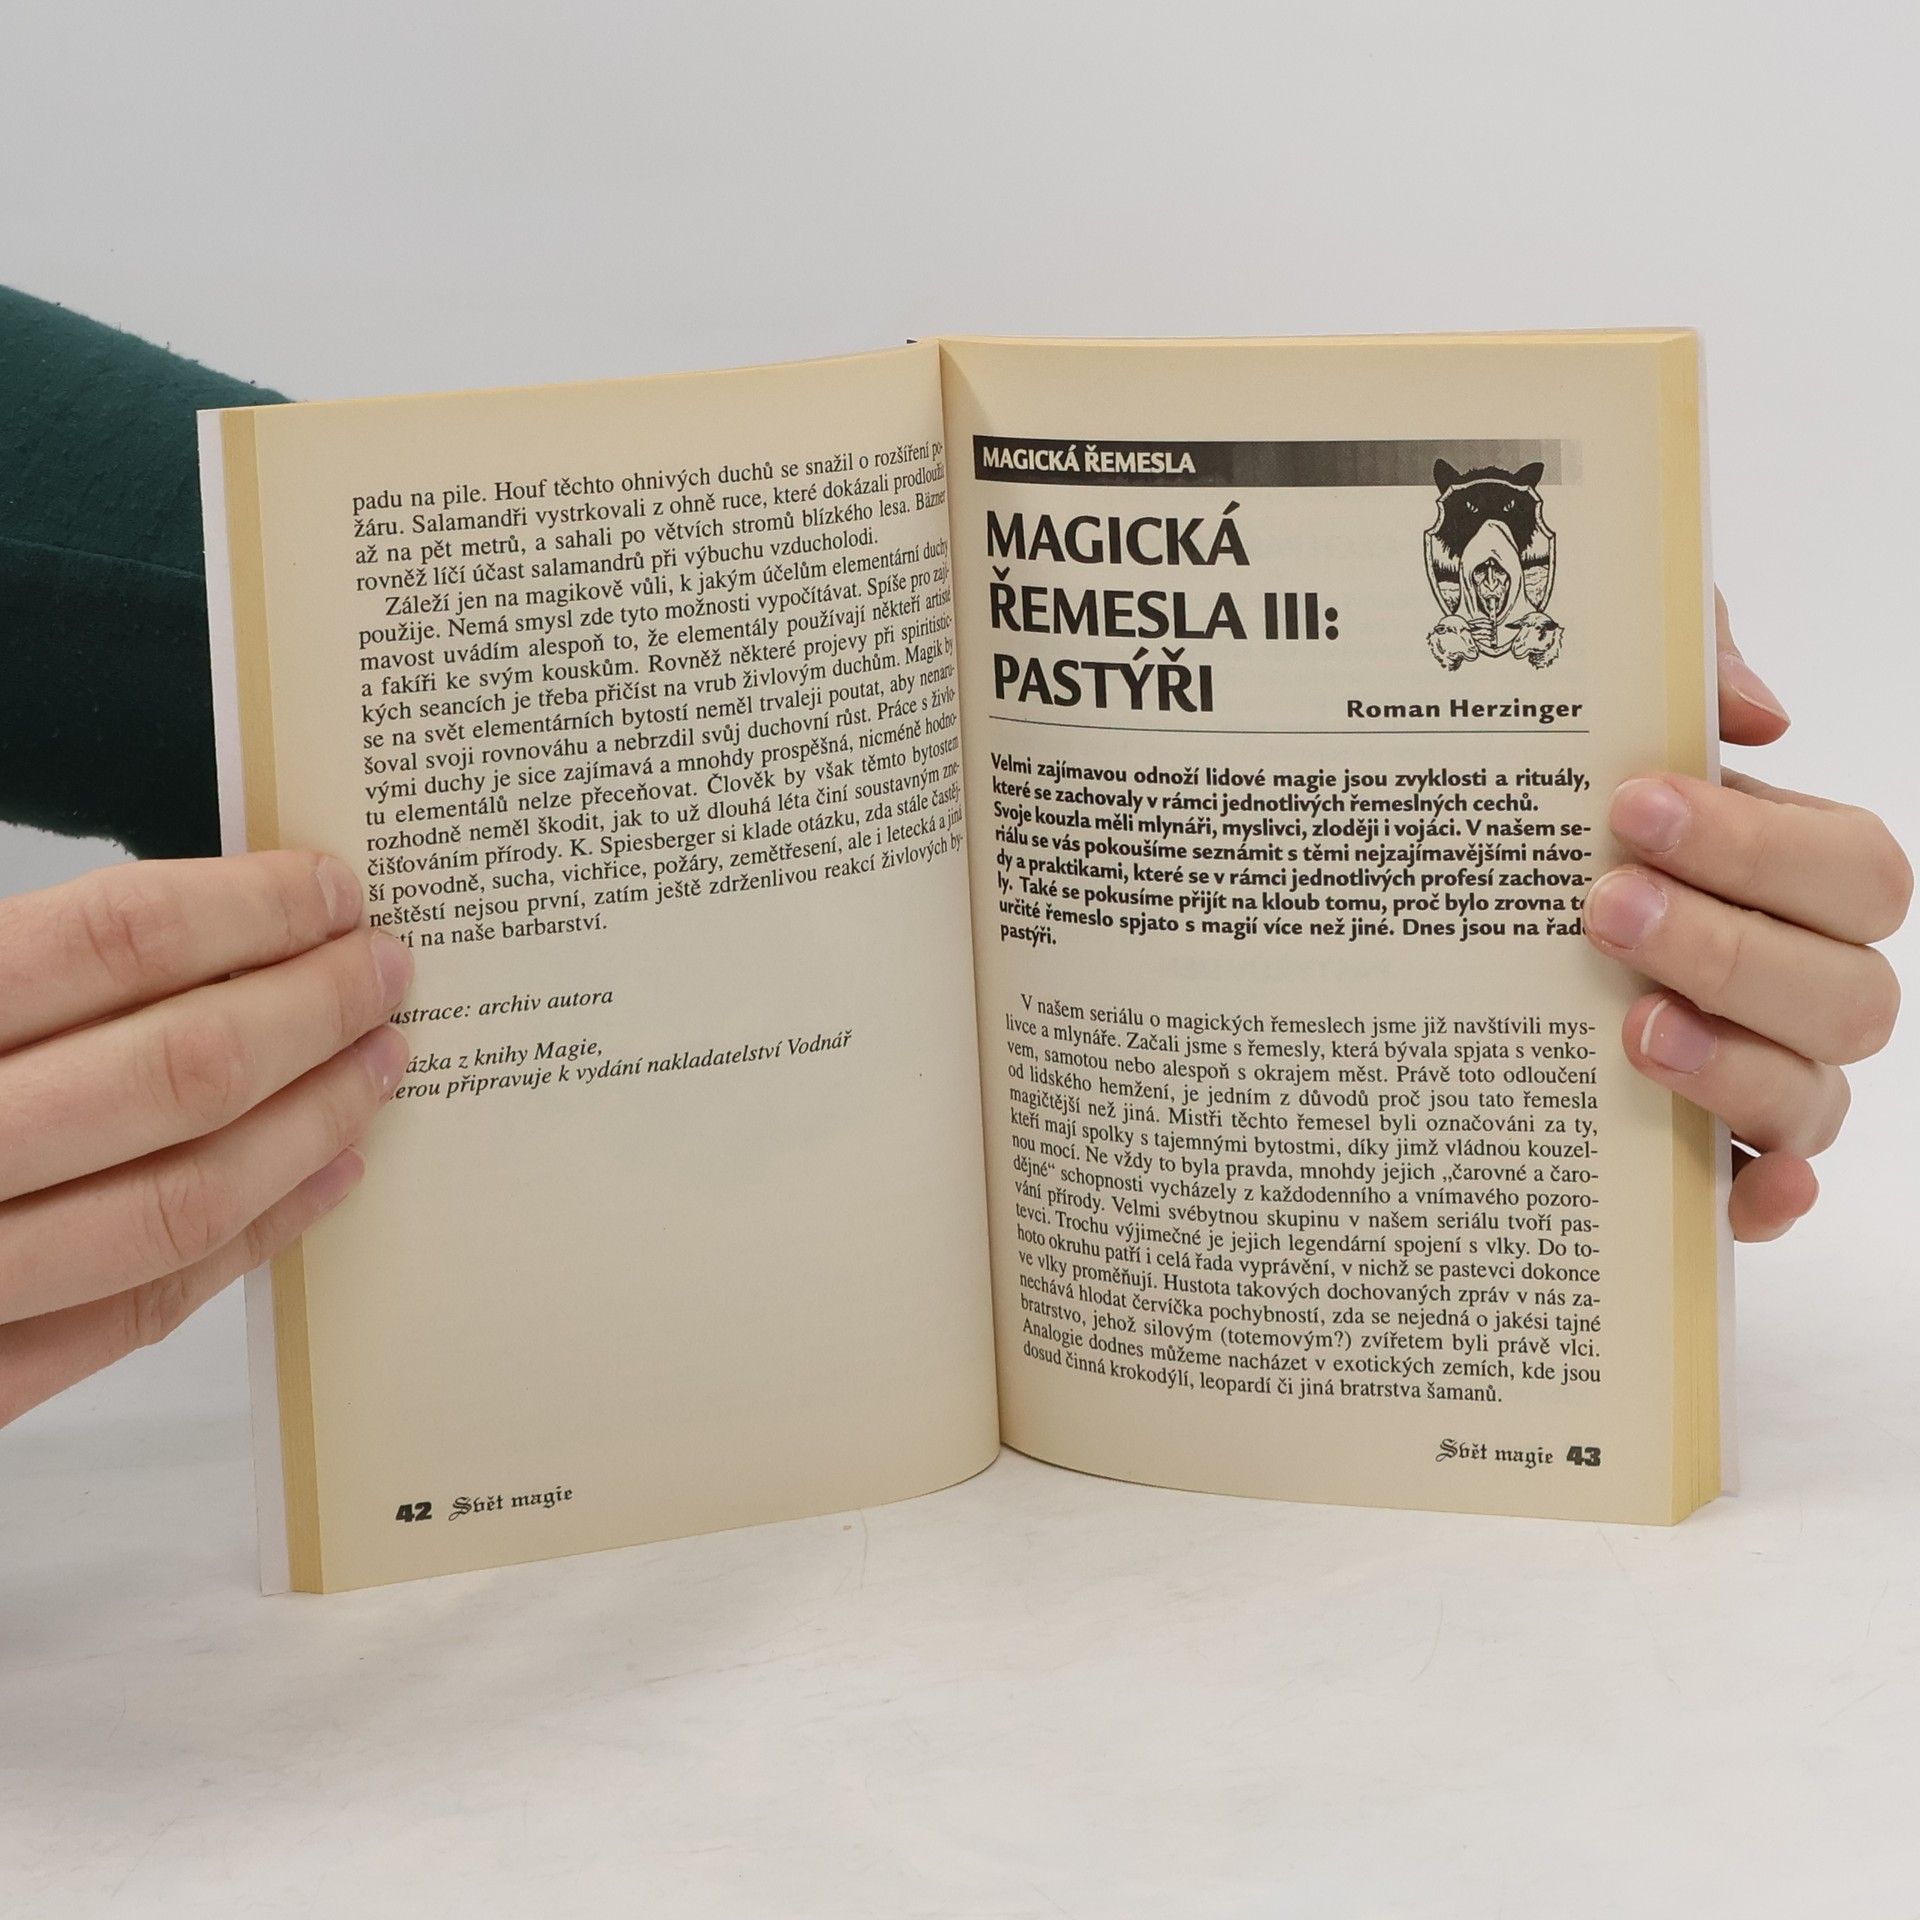 padu na pile. Houf těchto ohnivých duchů se snažil o rozšíření po-
žáru. Salamandři vystrkovali z ohně ruce, které dokázali prodloužit
až na pět metrů, a sahali po větvích stromů blízkého lesa. Bäzner
rovněž líčí účast salamandrů při výbuchu vzducholodi.
Záleží jen na magikově vůli, k jakým účelům elementární duchy
použije. Nemá smysl zde tyto možnosti vypočítávat. Spíše pro zají-
mavost uvádím alespoň to, že elementály používají někteří artisté
a fakíři ke svým kouskům. Rovněž některé projevy při spiritistic-
kých seancích je třeba přičíst na vrub živlovým duchům. Magik by
se na svět elementárních bytostí neměl trvaleji poutat, aby nenaru-
šoval svoji rovnováhu a nebrzdil svůj duchovní růst. Práce s živlo-
vými duchy je sice zajímavá a mnohdy prospěšná, nicméně hodno-
tu elementálů nelze přeceňovat. Člověk by však těmto bytostem
rozhodně neměl škodit, jak to už dlouhá léta činí soustavným zne-
čišťováním přírody. K. Spiesberger si klade otázku, zda stále častěj-
ší povodně, sucha, vichřice, požáry, zemětřesení, ale i letecká a jiná
neštěstí nejsou první, zatím ještě zdrženlivou reakcí živlových by-
na naše barbarství.
archiv autora
z knihy Magie,
připravuje k vydání nakladatelství Vodnář
42 Svět magie
MAGICKÁ ŘEMESLA
MAGICKÁ
ŘEMESLA III:
PASTÝŘI
Roman Herzinger
Velmi zajímavou odnoží lidové magie jsou zvyklosti a rituály,
které se zachovaly v rámci jednotlivých řemeslných cechů.
Svoje kouzla měli mlynáři, myslivci, zloději i vojáci. V našem se-
riálu se vás pokoušíme seznámit s těmi nejzajímavějšími návo-
dy a praktikami, které se v rámci jednotlivých profesí zachova-
ly. Také se pokusíme přijít na kloub tomu, proč bylo zrovna
určité řemeslo spjato s magií více než jiné. Dnes jsou na
pastýři.
V našem seriálu o magických řemeslech jsme již navštívili mys-
livce a mlynáře. Začali jsme s řemesly, která bývala spjata s venko-
vem, samotou nebo alespoň s okrajem měst. Právě toto odloučení
od lidského hemžení, je jedním z důvodů proč jsou tato řemesla
magičtější než jiná. Mistři těchto řemesel byli označováni za ty,
kteří mají spolky s tajemnými bytostmi, díky jimž vládnou kouzel-
nou mocí. Ne vždy to byla pravda, mnohdy jejich „čarovné a čaro-
dějné“ schopnosti vycházely z každodenního a vnímavého pozoro-
vání přírody. Velmi svébytnou skupinu v našem seriálu tvoří pas-
tevci. Trochu výjimečné je jejich legendární spojení s vlky. Do to-
hoto okruhu patří i celá řada vyprávění, v nichž se pastevci dokonce
ve vlky proměňují. Hustota takových dochovaných zpráv v nás za-
nechává hlodat červíčka pochybností, zda se nejedná o jakési tajné
bratrstvo, jehož silovým (totemovým?) zvířetem byli právě vlci.
Analogie dodnes můžeme nacházet v exotických zemích, kde jsou
dosud činná krokodýlí, leopardí či jiná bratrstva šamanů.
Svět magie 43